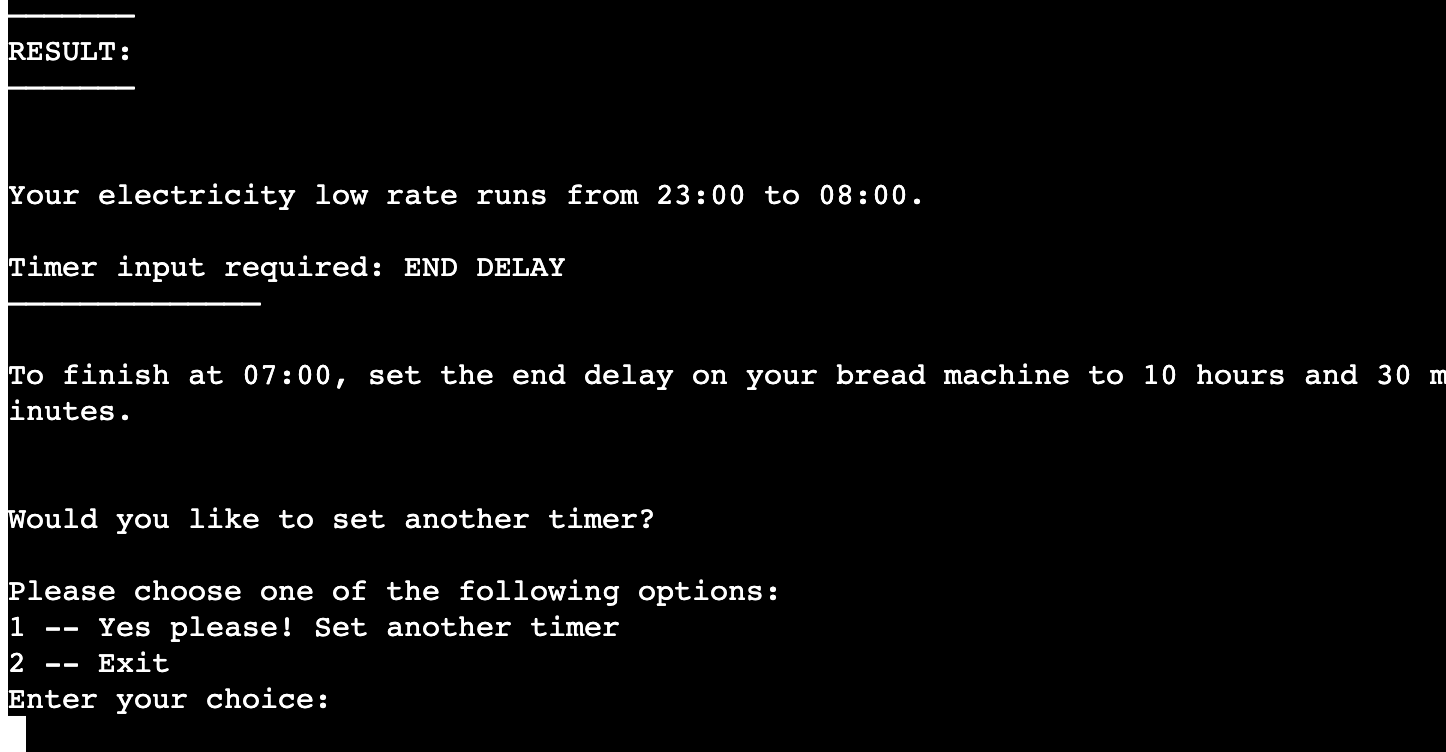 RESULT:
Your electricity low rate runs from 23:00 to 08:00.
Timer input required: END DELAY
To finish at 07:00, set the end delay on your bread machine to 10 hours and 30 m
inutes.
Would you like to set another timer?
Please choose one of the following options:
1 -- Yes please! Set another timer
2 -- Exit
Enter your choice: